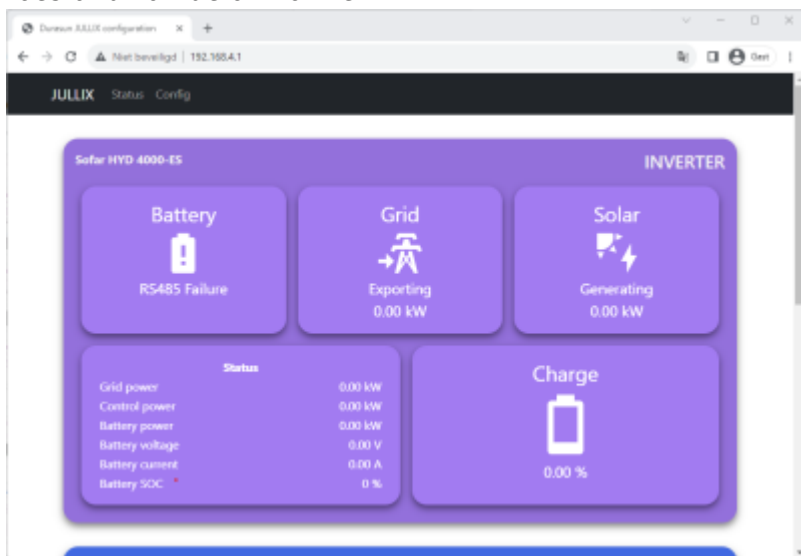 Duratsun JULLIX configuration
Niet beveiligd | 192.168.4.1
Gert
JULLIX Status Config
Sofar HYD 4000-ES
INVERTER
Battery
RS485 Failure
Grid
Exporting
0.00 kW
Solar
Generating
0.00 kW
Status
Grid power 0.00 kW
Control power 0.00 kW
Battery power 0.00 kW
Battery voltage 0.00 V
Battery current 0.00 A
Battery SOC * 0 %
Charge
0.00 %